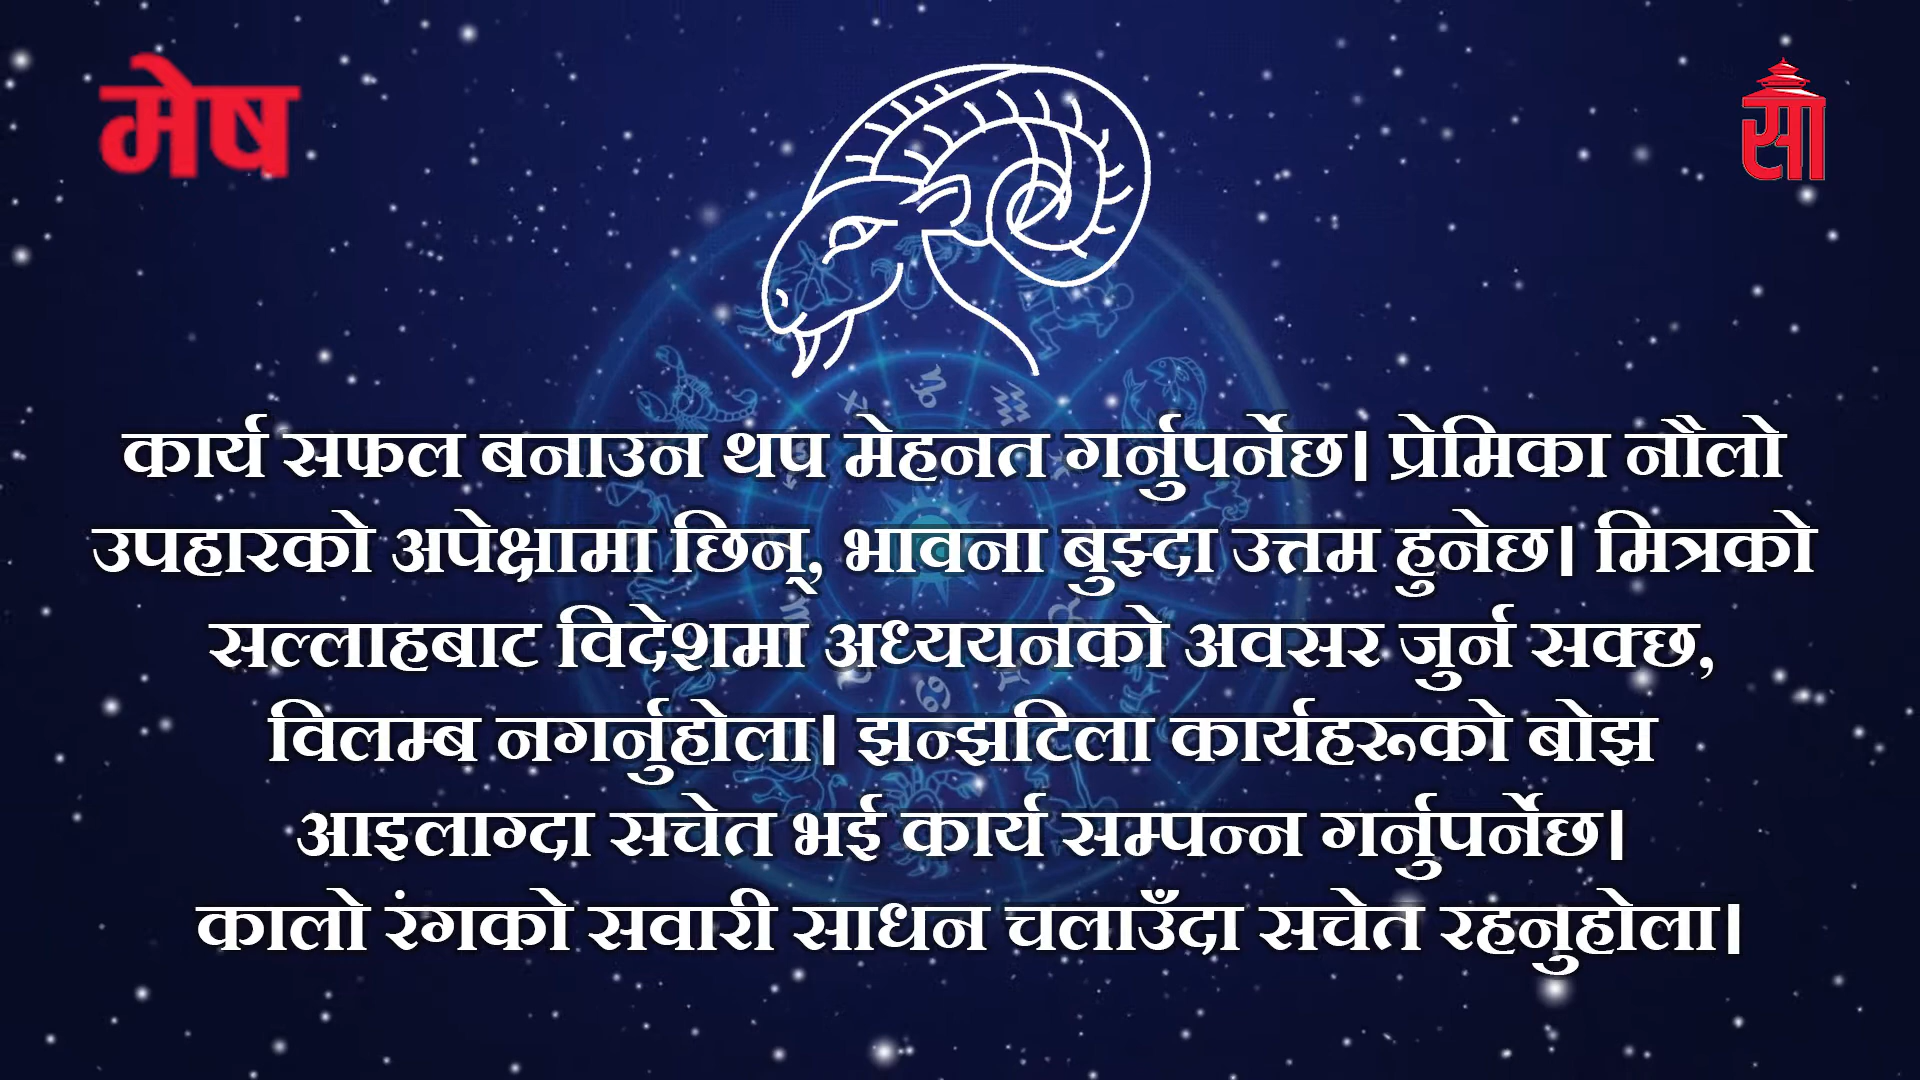 मेष
सा
कार्य सफल बनाउन थप मेहनत गर्नुपर्नेछ। प्रेमिका नौलो
उपहारको अपेक्षामा छिन्, भावना बुझ्दा उत्तम हुनेछ। मित्रको
सल्लाहबाट विदेशमा अध्ययनको अवसर जुर्न सक्छ,
विलम्ब नगर्नुहोला। झन्झटिला कार्यहरूको बोझ
आइलाग्दा सचेत भई कार्य सम्पन्न गर्नुपर्नेछ।
कालो रंगको सवारी साधन चलाउँदा सचेत रहनुहोला।